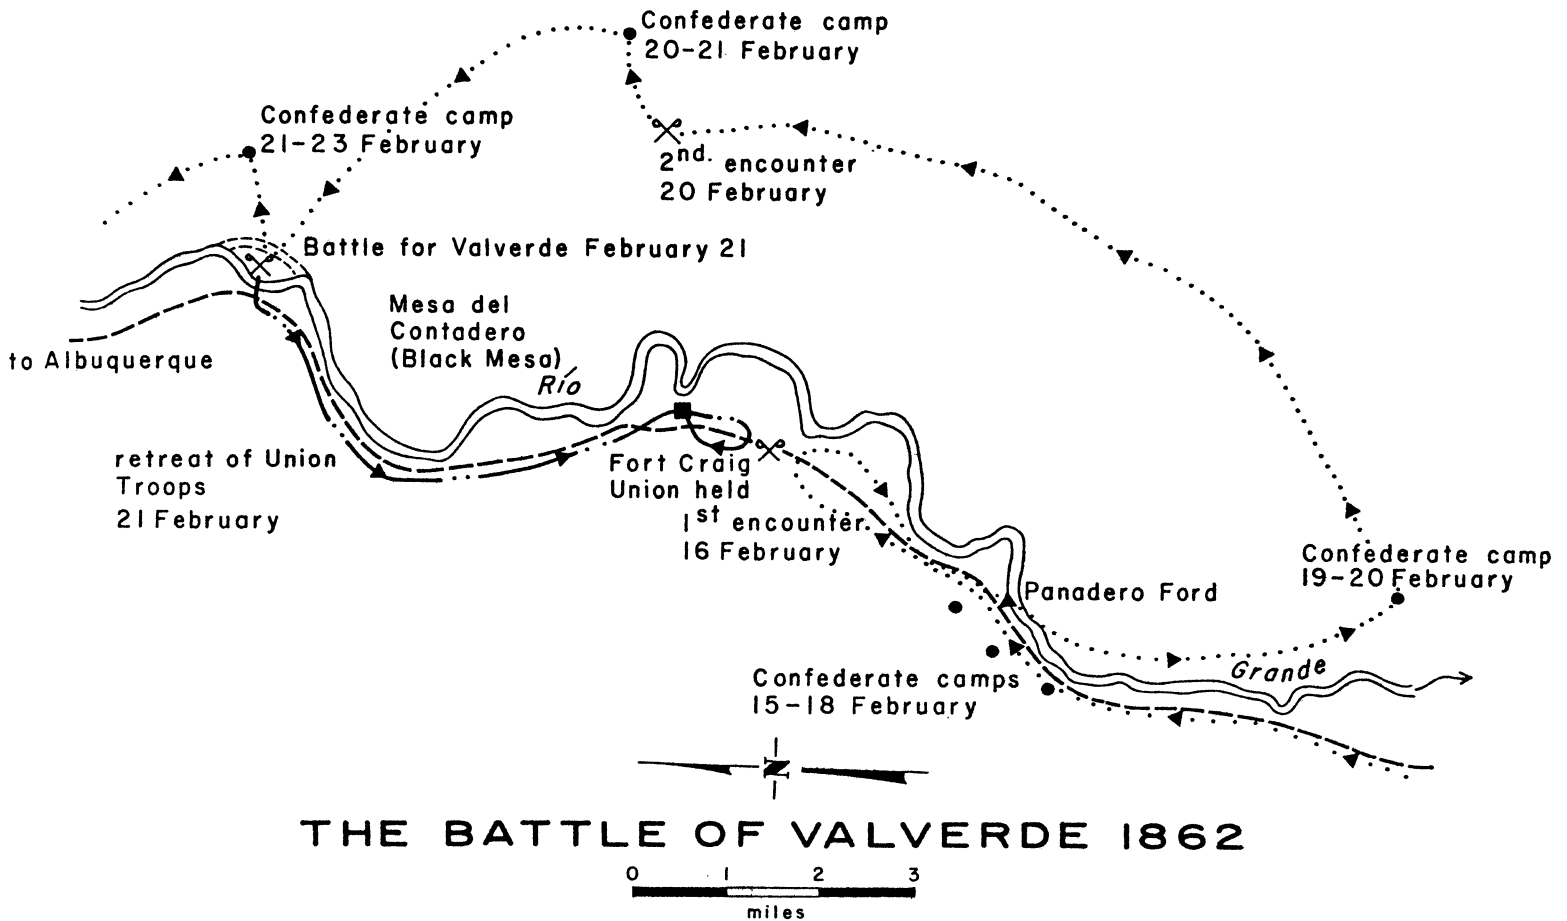 Confederate camp
20-21 February
Confederate camp
21-23 February
2nd. encounter
20 February
Battle for Valverde February 21
Mesa del
Contadero
(Black Mesa)
Río
to Albuquerque
retreat of Union
Troops
21 February
Fort Craig
Union held
1st encounter
16 February
Confederate camp
19-20 February
Panadero Ford
Grande
Confederate camps
15-18 February
N
THE BATTLE OF VALVERDE 1862
0 1 2 3
miles